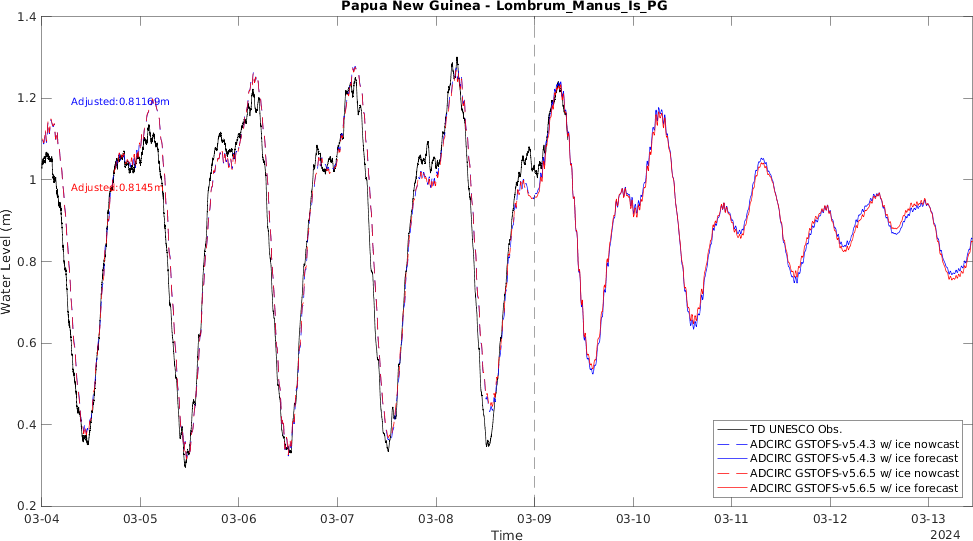 Papua New Guinea - Lombrum_Manus_Is_PG
1.4
1.2
1
0.8
0.6
0.4
0.2
Water Level (m)
Adjusted:0.81169m
Adjusted:0.8145m
TD UNESCO Obs.
ADCIRC GSTOFS-v5.4.3 w/ ice nowcast
ADCIRC GSTOFS-v5.4.3 w/ ice forecast
ADCIRC GSTOFS-v5.6.5 w/ ice nowcast
ADCIRC GSTOFS-v5.6.5 w/ ice forecast
03-04 03-05 03-06 03-07 03-08 03-09 03-10 03-11 03-12 03-13
Time
2024